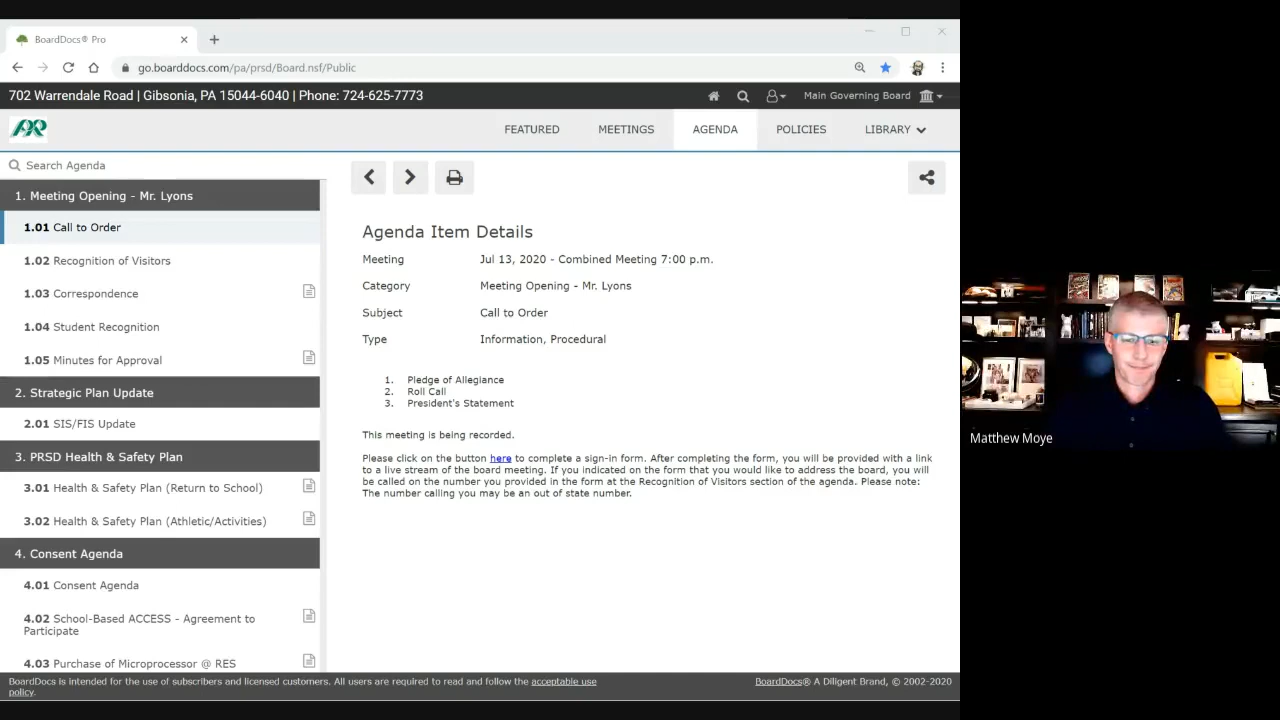 BoardDocs® Pro
go.boarddocs.com/pa/prsd/Board.nsf/Public
702 Warrendale Road | Gibsonia, PA 15044-6040 | Phone: 724-625-7773
Main Governing Board
FEATURED
MEETINGS
AGENDA
POLICIES
LIBRARY
Search Agenda
1. Meeting Opening - Mr. Lyons
1.01 Call to Order
1.02 Recognition of Visitors
1.03 Correspondence
1.04 Student Recognition
1.05 Minutes for Approval
2. Strategic Plan Update
2.01 SIS/FIS Update
3. PRSD Health & Safety Plan
3.01 Health & Safety Plan (Return to School)
3.02 Health & Safety Plan (Athletic/Activities)
4. Consent Agenda
4.01 Consent Agenda
4.02 School-Based ACCESS - Agreement to
Participate
4.03 Purchase of Microprocessor @ RES
Agenda Item Details
Meeting Jul 13, 2020 - Combined Meeting 7:00 p.m.
Category Meeting Opening - Mr. Lyons
Subject Call to Order
Type Information, Procedural
1. Pledge of Allegiance
2. Roll Call
3. President's Statement
This meeting is being recorded.
Please click on the button here to complete a sign-in form. After completing the form, you will be provided with a link
to a live stream of the board meeting. If you indicated on the form that you would like to address the board, you will
be called on the number you provided in the form at the Recognition of Visitors section of the agenda. Please note:
The number calling you may be an out of state number.
BoardDocs is intended for the use of subscribers and licensed customers. All users are required to read and follow the acceptable use
policy.
BoardDocs® A Diligent Brand, © 2002-2020
Matthew Moye